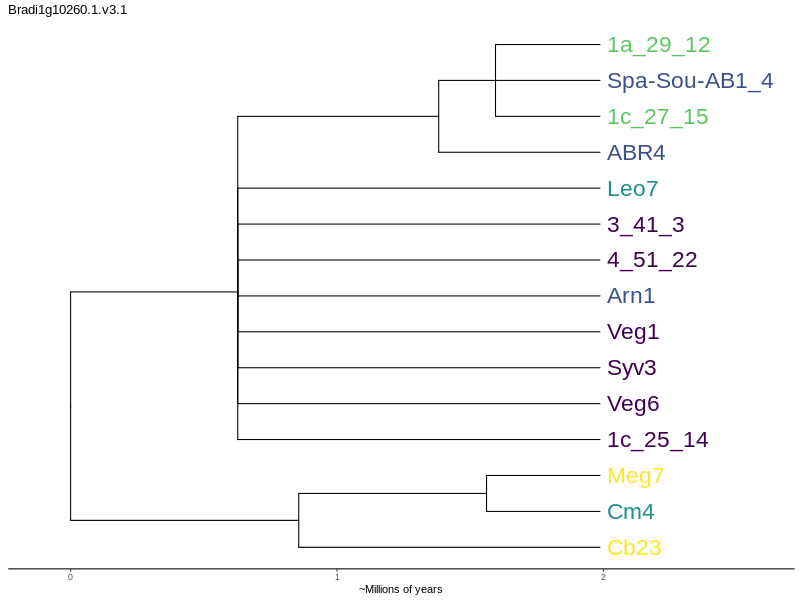 Bradi1g10260.1.v3.1
1a_29_12
Spa-Sou-AB1_4
1c_27_15
ABR4
Leo7
3_41_3
4_51_22
Arn1
Veg1
Syv3
Veg6
1c_25_14
Meg7
Cm4
Cb23
0 1 2
~Millions of years